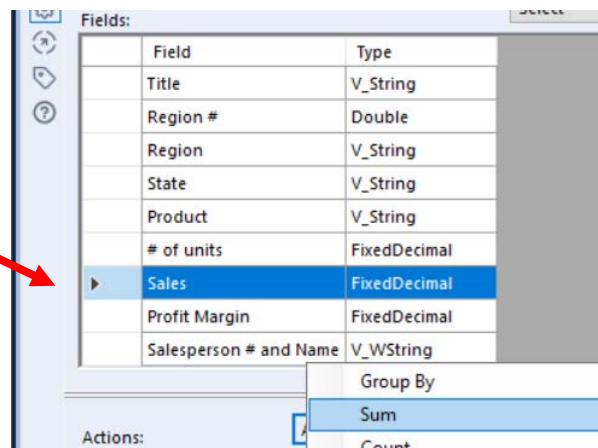 Fields:
Field Type
Title V_String
Region # Double
Region V_String
State V_String
Product V_String
# of units FixedDecimal
Sales FixedDecimal
Profit Margin FixedDecimal
Salesperson # and Name V_WString
Group By
Sum
Actions:
Count